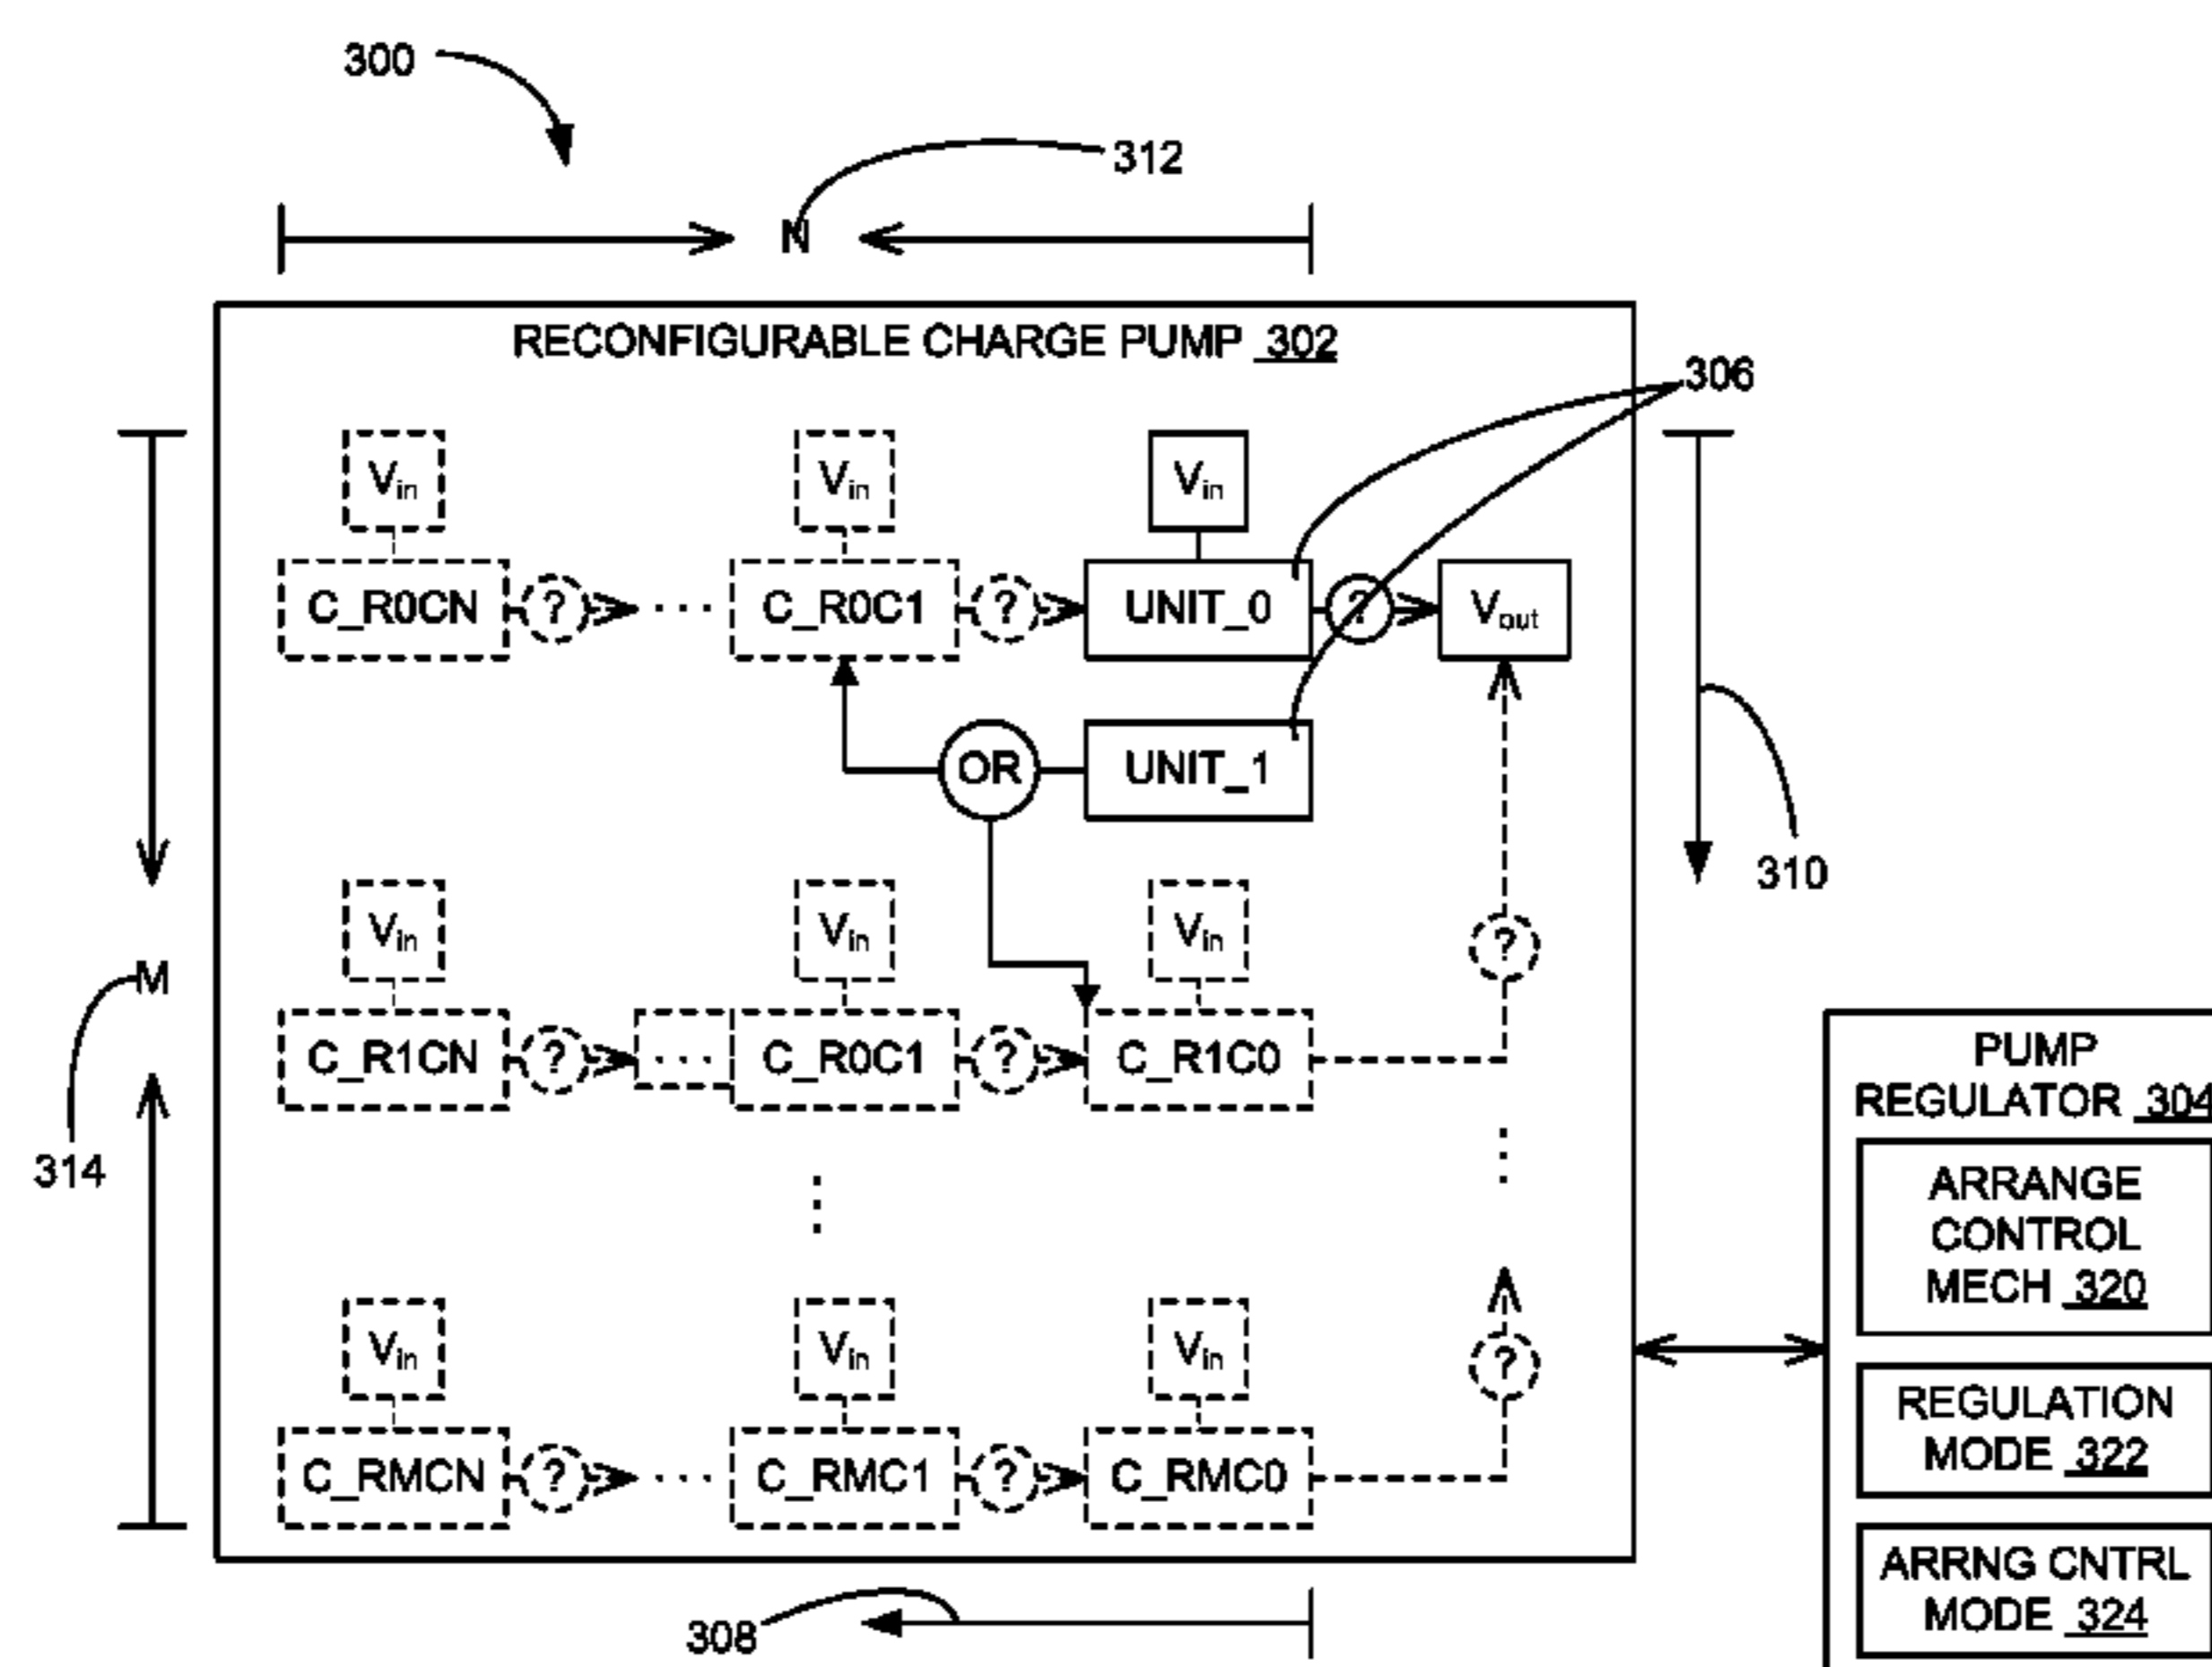 300
312
N
RECONFIGURABLE CHARGE PUMP 302
306
Vin Vin Vin
C_R0CN ? ··· C_R0C1 ? UNIT_0 ? Vout
OR UNIT_1
310
Vin Vin Vin ?
M
C_R1CN ? ··· C_R0C1 ? C_R1C0
314
PUMP
REGULATOR 304
ARRANGE
CONTROL
MECH 320
Vin Vin Vin ?
REGULATION
MODE 322
C_RMCN ? ··· C_RMC1 ? C_RMC0
ARRNG CNTRL
MODE 324
308